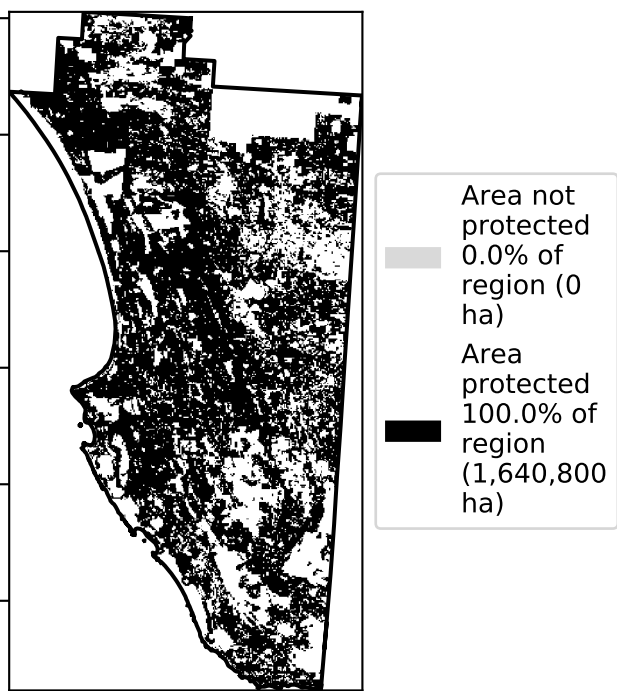 Area not
protected
0.0% of
region (0
ha)
Area
protected
100.0% of
region
(1,640,800
ha)